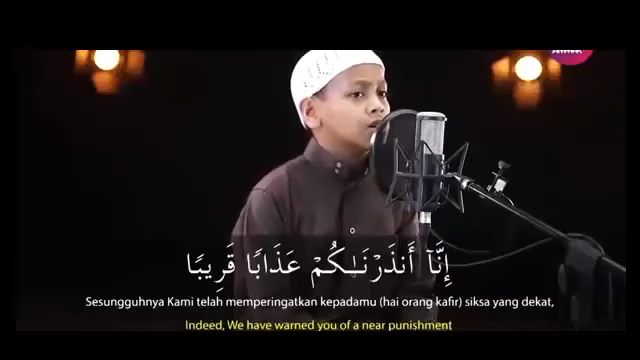 إِنَّآ أَنذَرْنَـٰكُمْ عَذَابًا قَرِيبًا
Sesungguhnya Kami telah memperingatkan kepadamu (hai orang kafir) siksa yang dekat,
Indeed, We have warned you of a near punishment